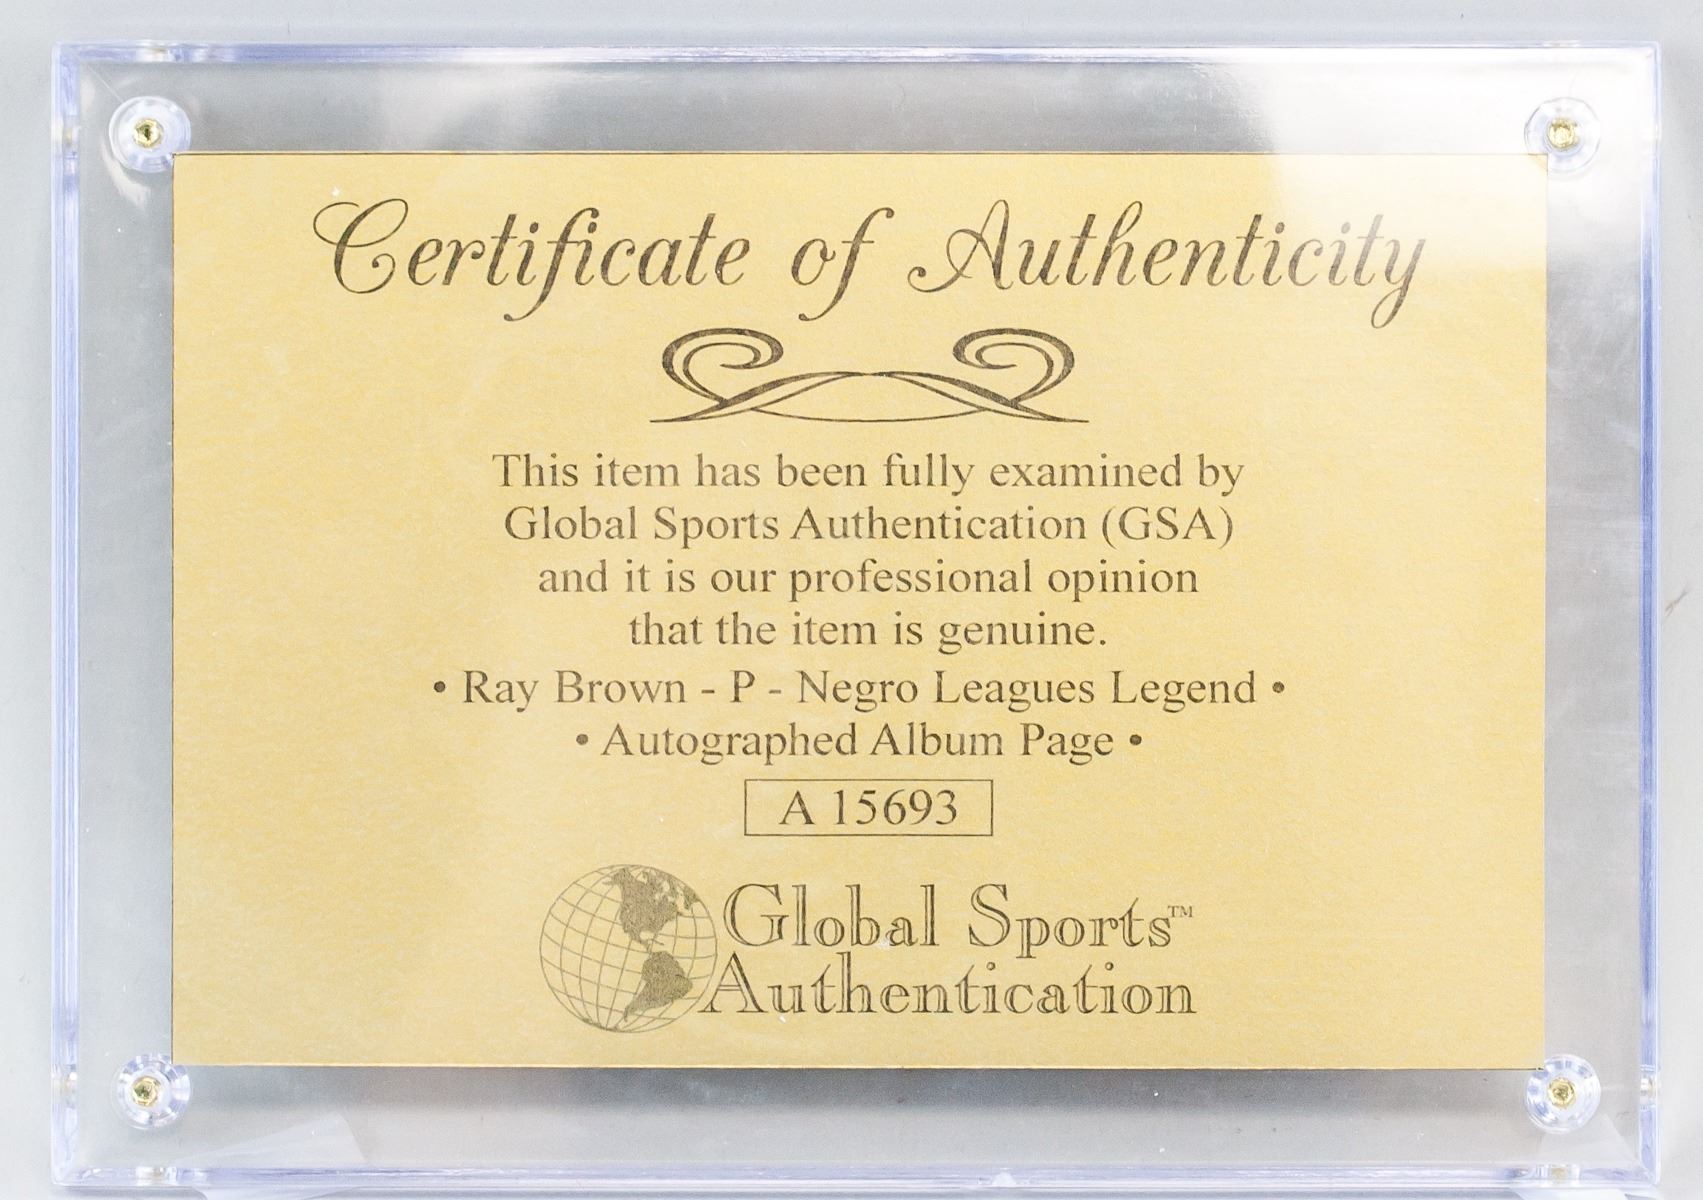 Certificate of Authenticity
This item has been fully examined by
Global Sports Authentication (GSA)
and it is our professional opinion
that the item is genuine.
• Ray Brown - P - Negro Leagues Legend •
• Autographed Album Page •
A 15693
Global Sports™
Authentication